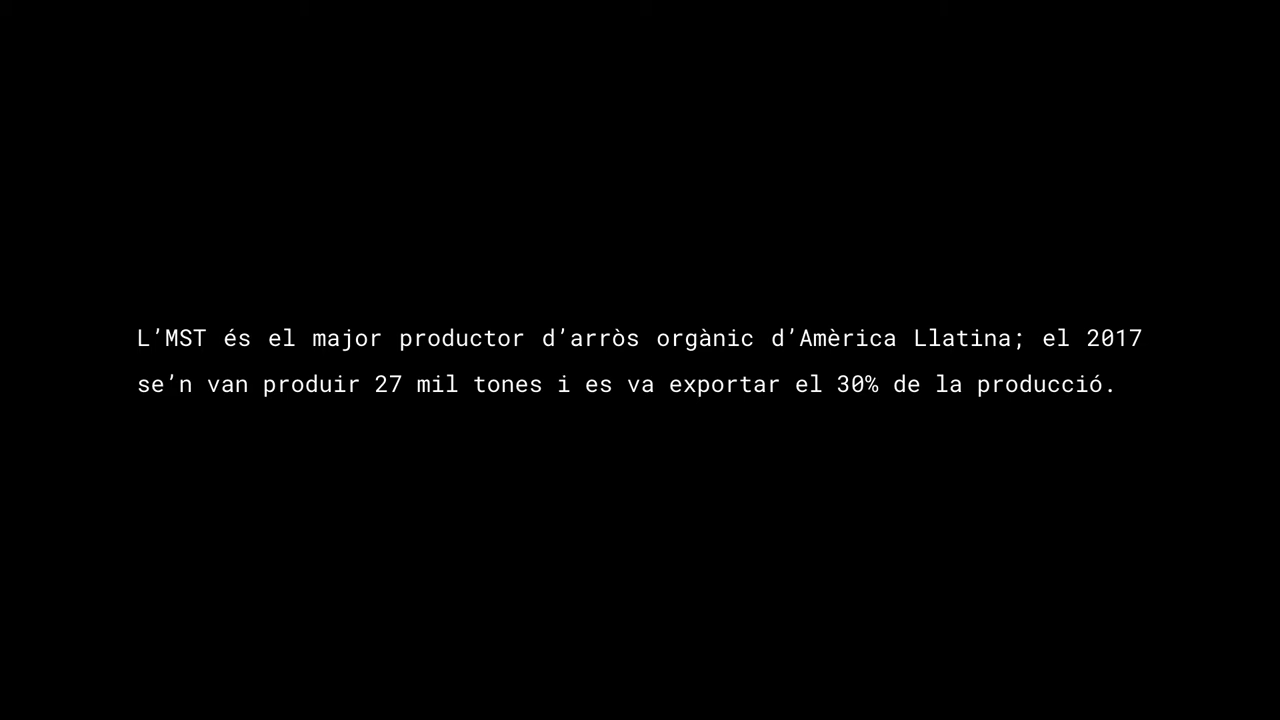 L’MST és el major productor d’arròs orgànic d’Amèrica Llatina; el 2017
se’n van produir 27 mil tones i es va exportar el 30% de la producció.